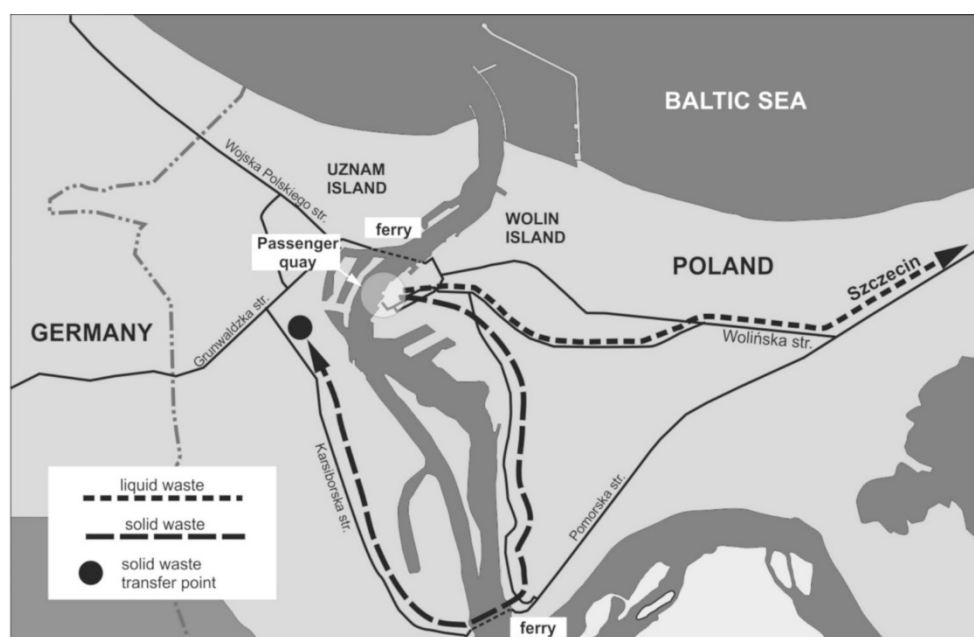 BALTIC SEA
Wojska Polskiego str.
UZNAM
ISLAND
WOLIN
ISLAND
ferry
Passenger
quay
POLAND
Szczecin
GERMANY
Grunwaldzka str.
Wolińska str.
Karsiborska str.
Pomorska str.
liquid waste
solid waste
solid waste
transfer point
ferry